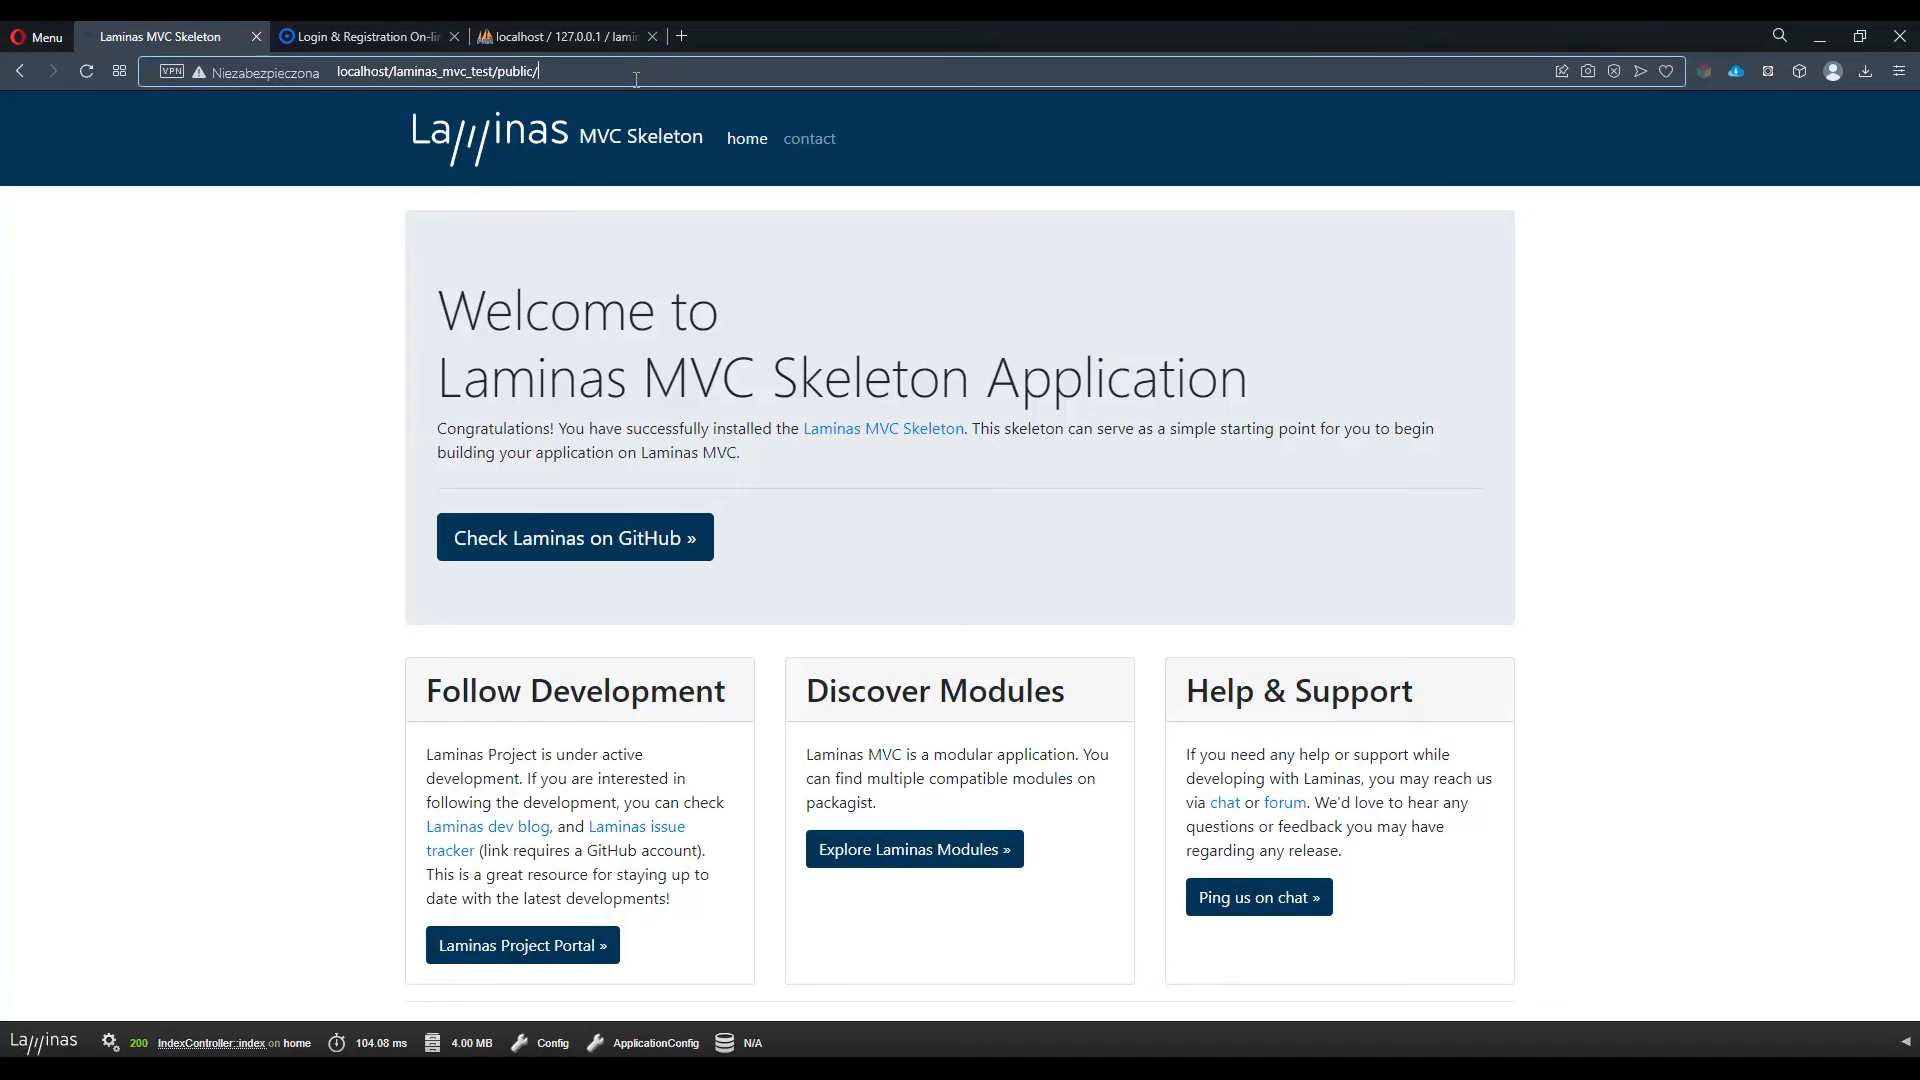 Menu
Laminas MVC Skeleton
Login & Registration On-li
localhost / 127.0.0.1 / lamin
VPN Niezabezpieczona localhost/laminas_mvc_test/public/
Laminas MVC Skeleton home contact
Welcome to
Laminas MVC Skeleton Application
Congratulations! You have successfully installed the Laminas MVC Skeleton. This skeleton can serve as a simple starting point for you to begin
building your application on Laminas MVC.
Check Laminas on GitHub »
Follow Development
Laminas Project is under active
development. If you are interested in
following the development, you can check
Laminas dev blog, and Laminas issue
tracker (link requires a GitHub account).
This is a great resource for staying up to
date with the latest developments!
Laminas Project Portal »
Discover Modules
Laminas MVC is a modular application. You
can find multiple compatible modules on
packagist.
Explore Laminas Modules »
Help & Support
If you need any help or support while
developing with Laminas, you may reach us
via chat or forum. We'd love to hear any
questions or feedback you may have
regarding any release.
Ping us on chat »
Laminas 200 IndexController::index on home 104.08 ms 4.00 MB Config ApplicationConfig N/A